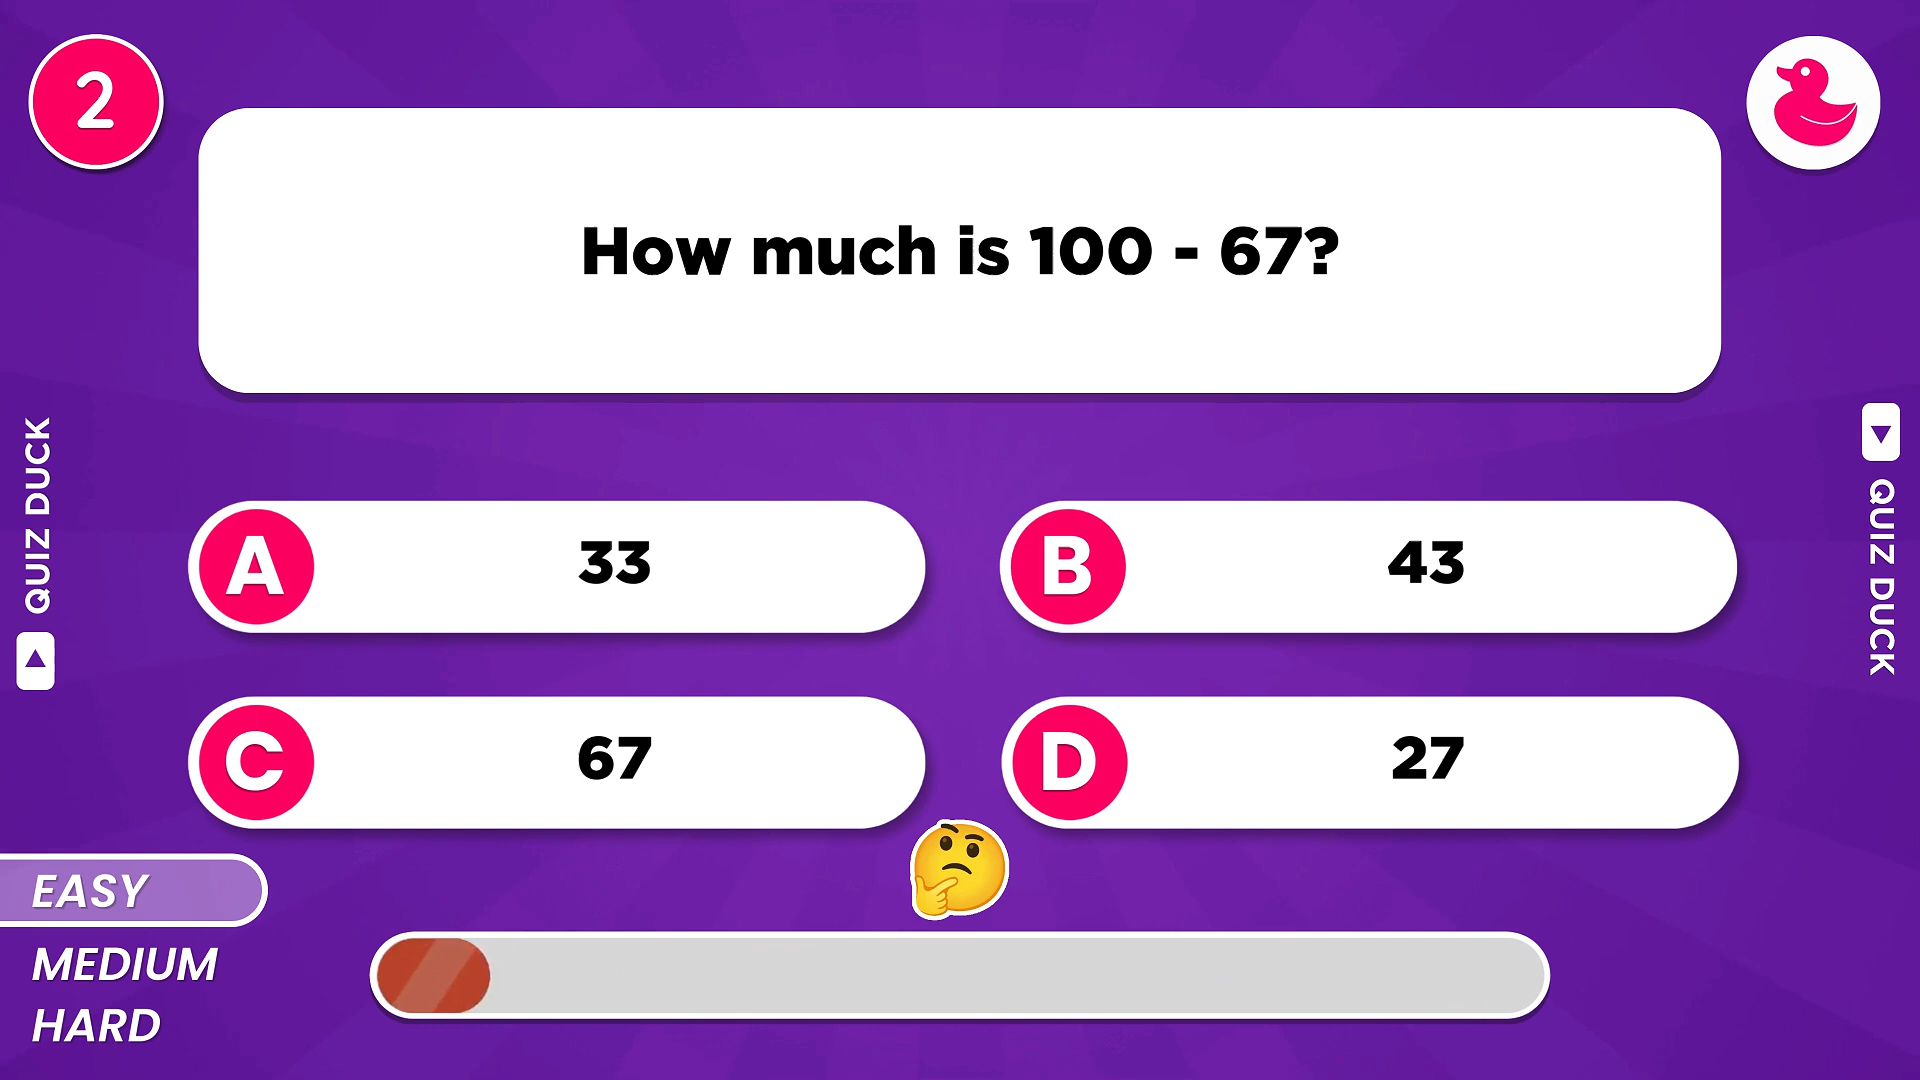 2
How much is 100 - 67?
A 33
B 43
C 67
D 27
QUIZ DUCK
QUIZ DUCK
EASY
MEDIUM
HARD